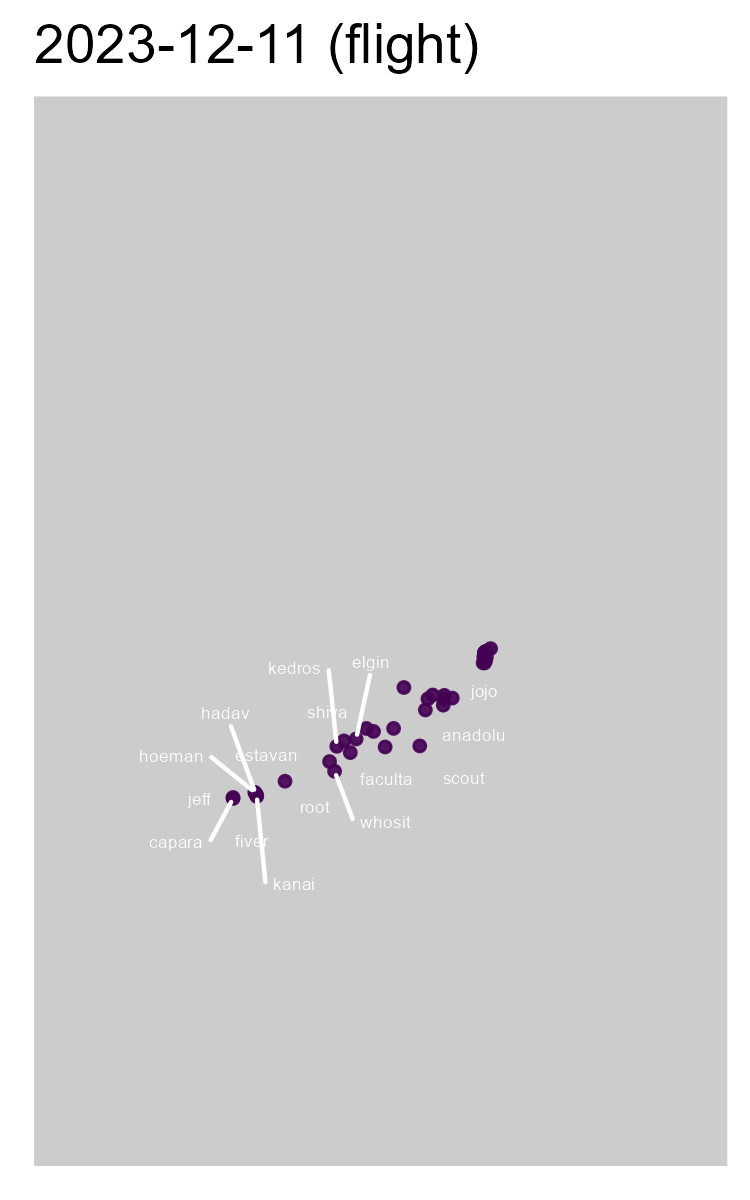 2023-12-11 (flight)
elgin
kedros
jojo
shiva
hadav
anadolu
hoeman
estavan
faculta
scout
jeff
root
whosit
capara
fiver
kanai